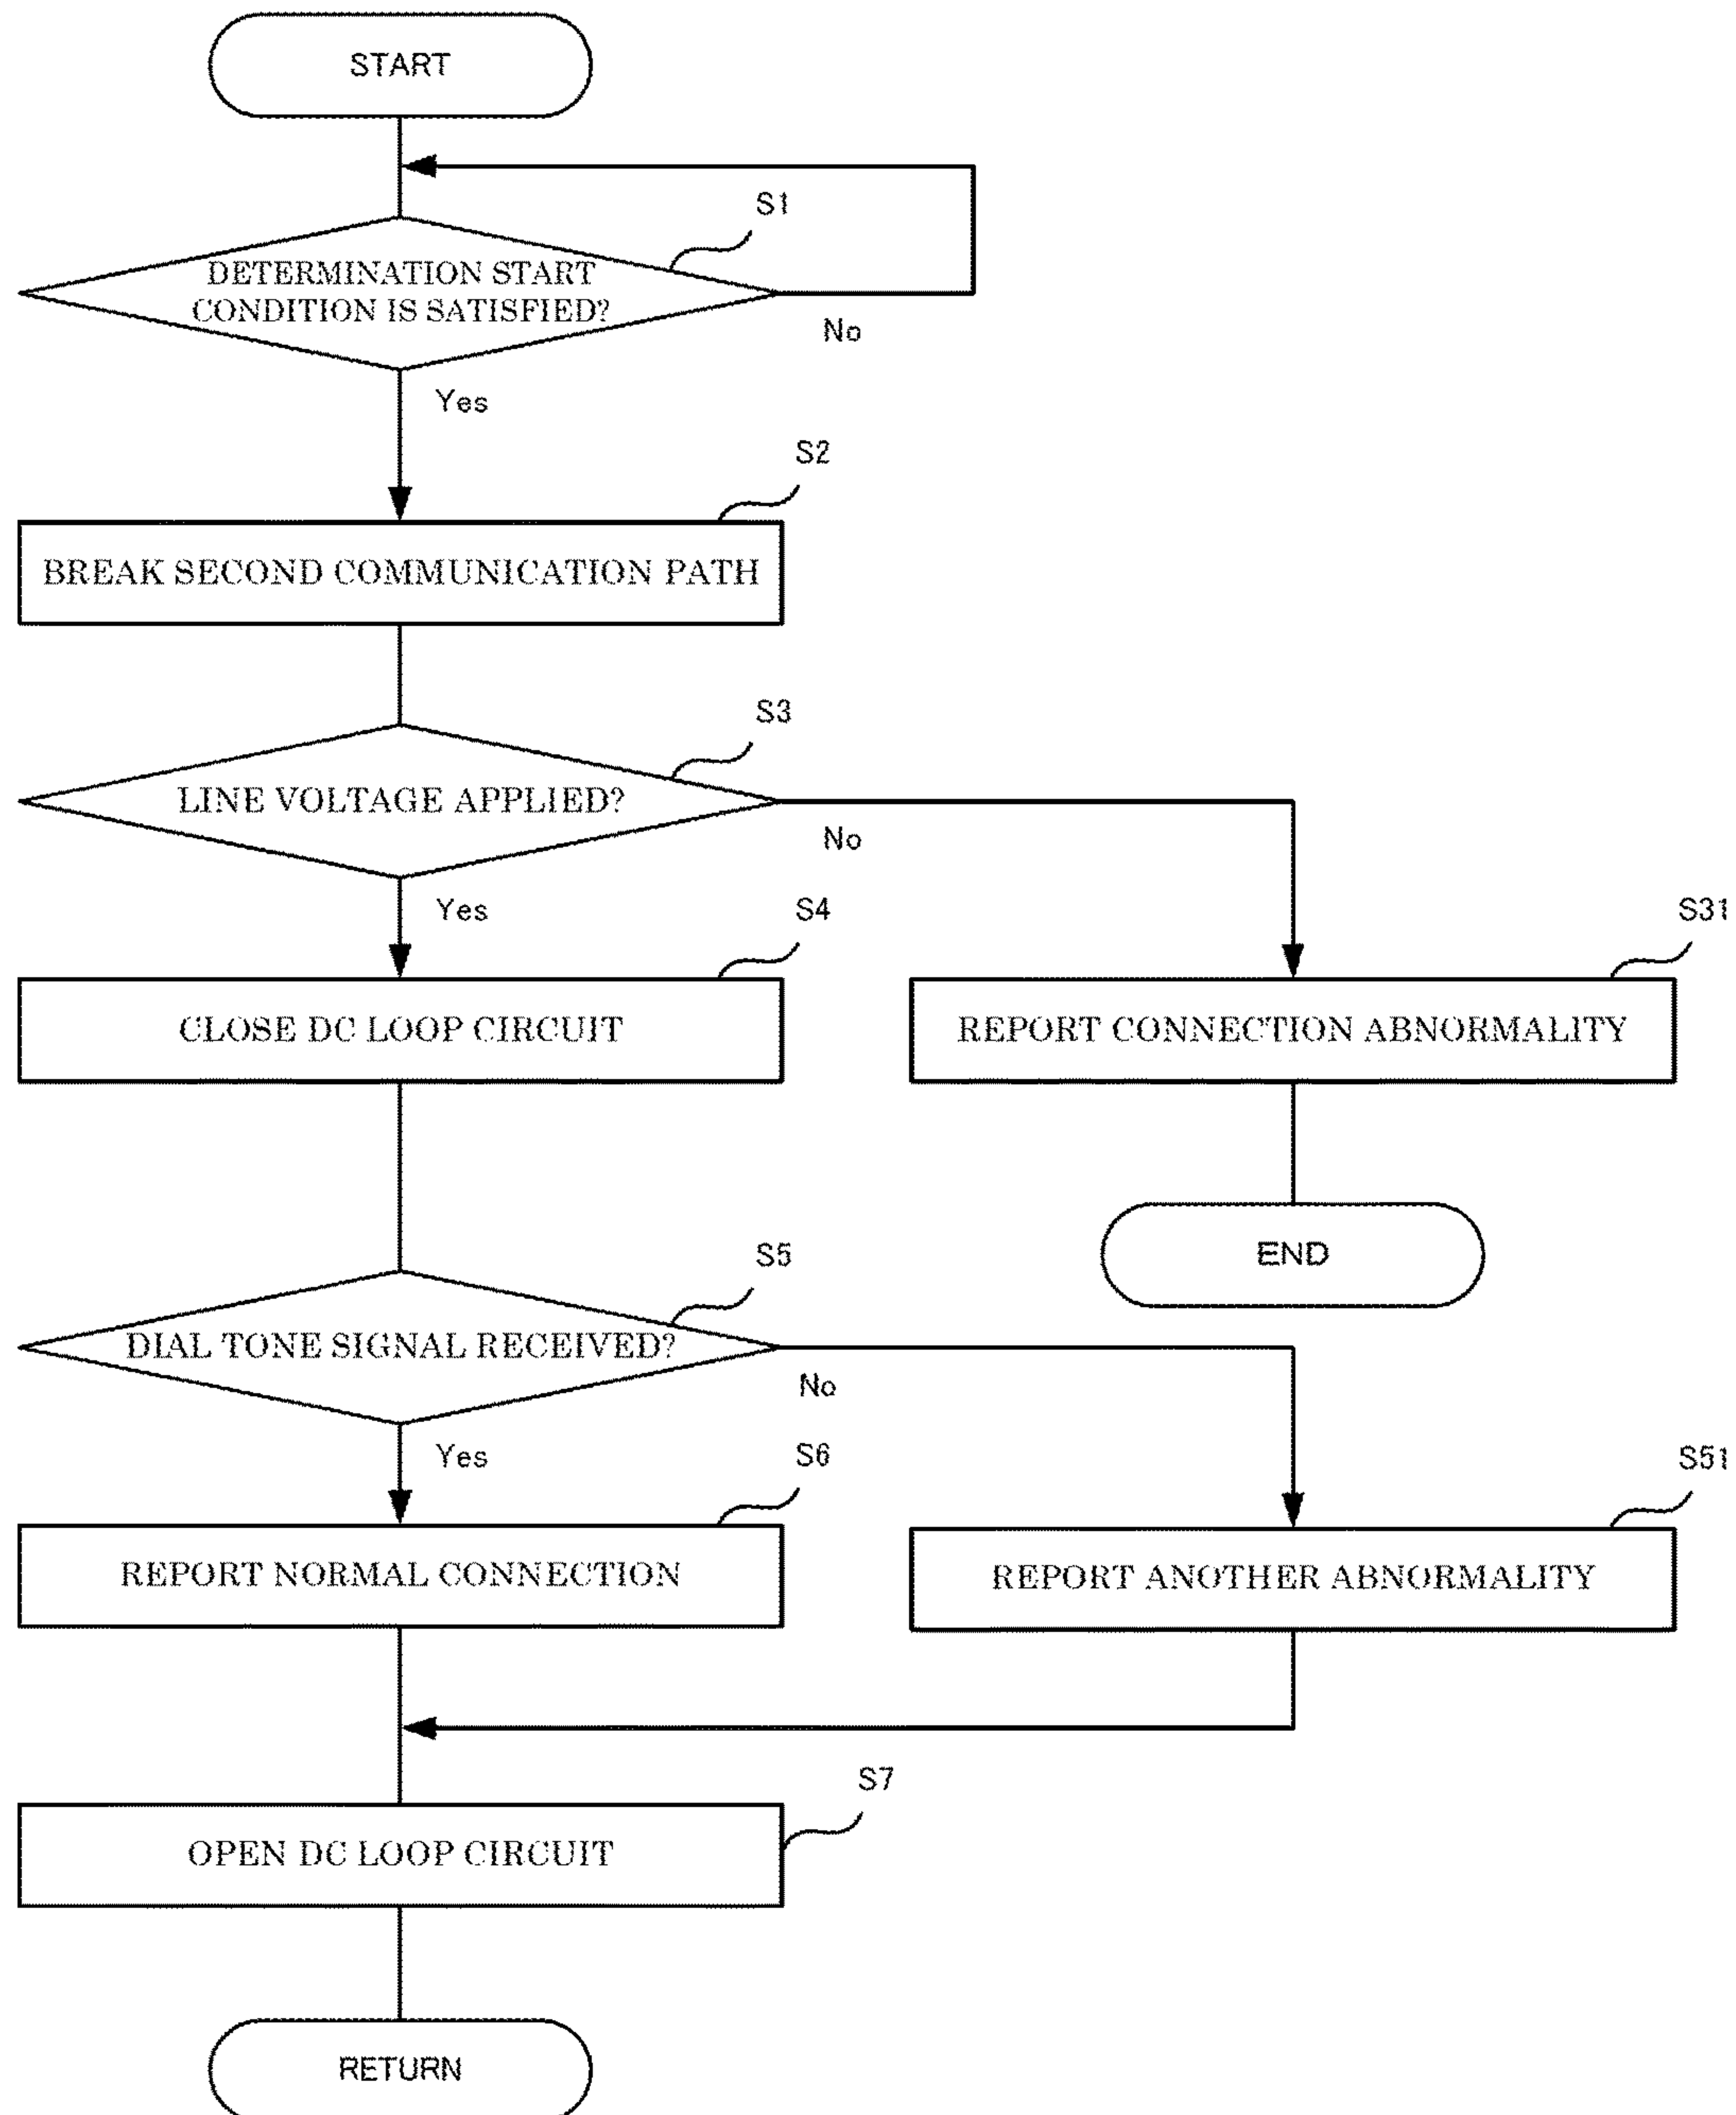 START
S1
DETERMINATION START
CONDITION IS SATISFIED?
No
Yes
S2
BREAK SECOND COMMUNICATION PATH
S3
LINE VOLTAGE APPLIED?
No
Yes
S4
S31
CLOSE DC LOOP CIRCUIT
REPORT CONNECTION ABNORMALITY
END
S5
DIAL TONE SIGNAL RECEIVED?
No
Yes
S6
S51
REPORT NORMAL CONNECTION
REPORT ANOTHER ABNORMALITY
S7
OPEN DC LOOP CIRCUIT
RETURN